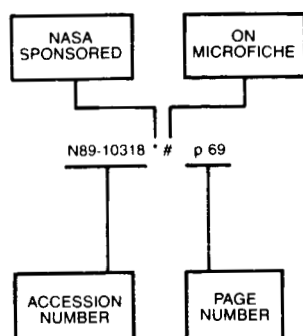 NASA
SPONSORED
ON
MICROFICHE
N89-10318 * # p 69
ACCESSION
NUMBER
PAGE
NUMBER